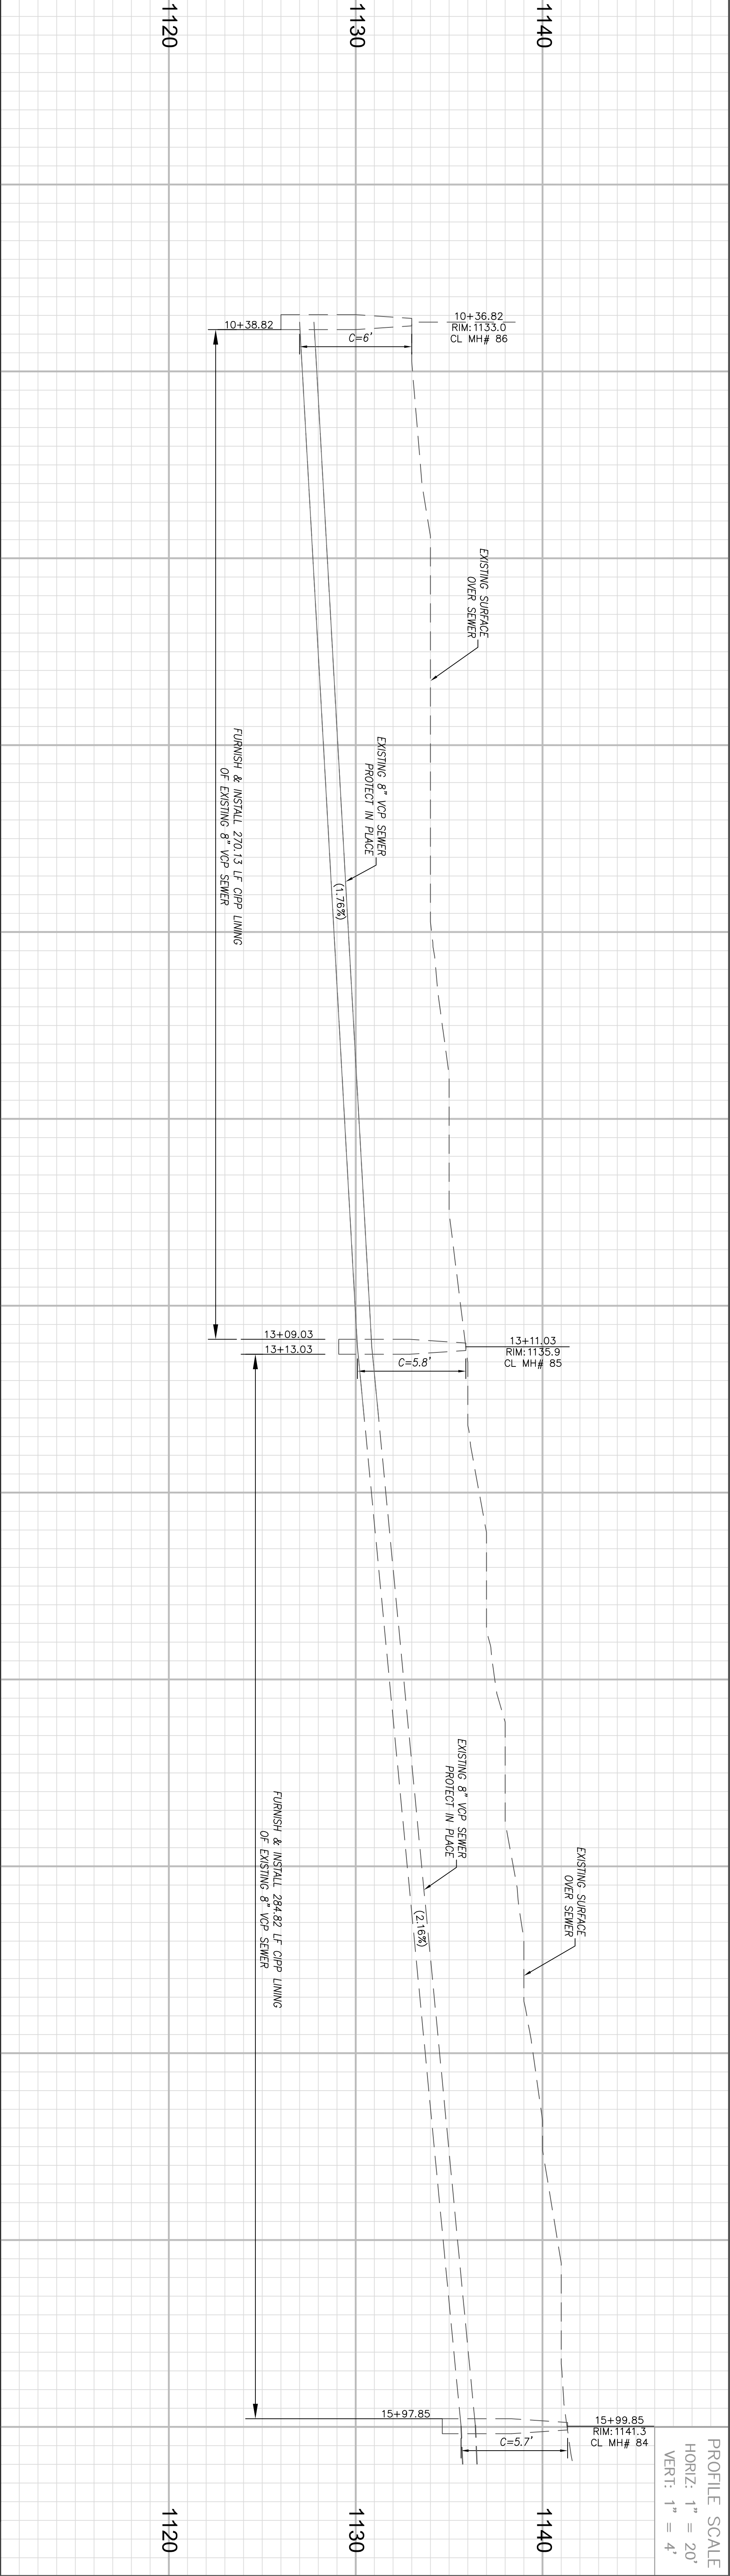 1140
1130
1120
10+36.82
RIM: 1133.0
CL MH# 86
10+38.82
C=6'
EXISTING SURFACE
OVER SEWER
EXISTING 8" VCP SEWER
PROTECT IN PLACE
(1.76%)
FURNISH & INSTALL 270.13 LF CIPP LINING
OF EXISTING 8" VCP SEWER
13+11.03
RIM: 1135.9
CL MH# 85
13+09.03
13+13.03
C=5.8'
EXISTING 8" VCP SEWER
PROTECT IN PLACE
(2.16%)
EXISTING SURFACE
OVER SEWER
FURNISH & INSTALL 284.82 LF CIPP LINING
OF EXISTING 8" VCP SEWER
15+99.85
RIM: 1141.3
CL MH# 84
15+97.85
C=5.7'
PROFILE SCALE
HORIZ: 1" = 20'
VERT: 1" = 4'
1140
1130
1120